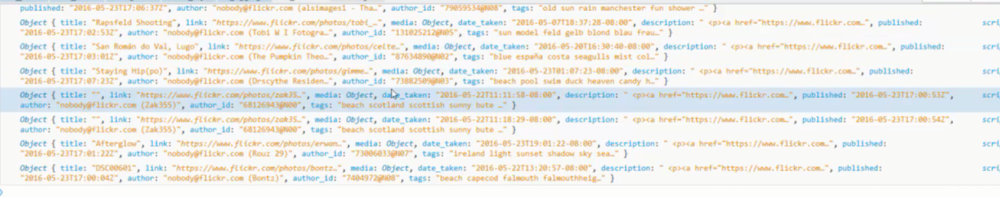 published: "2016-05-23T17:06:37Z", author: "nobody@flickr.com (alsimages1 - Tha…", author_id: "79059534@N08", tags: "old sun rain manchester fun shower …" }
Object { title: "Rapsfeld Shooting", link: "https://www.flickr.com/photos/tobi_-…", media: Object, date_taken: "2016-05-07T18:37:28-08:00", description: " <p><a href="https://www.flickr.com…", published: scri
"2016-05-23T17:02:53Z", author: "nobody@flickr.com (Tobi W I Fotogra…", author_id: "131025212@N05", tags: "sun model feld gelb blond blau frau…" }
Object { title: "San Román do Val, Lugo", link: "https://www.flickr.com/photos/celte…", media: Object, date_taken: "2016-05-20T16:30:40-08:00", description: " <p><a href="https://www.flickr.com…", published: scri
"2016-05-23T17:03:01Z", author: "nobody@flickr.com (The Pumpkin Theo…", author_id: "87634890@N02", tags: "blue españa costa seagulls mist col…" }
Object { title: "Staying Hip(po)", link: "https://www.flickr.com/photos/gimme…", media: Object, date_taken: "2016-05-23T01:07:23-08:00", description: " <p><a href="https://www.flickr.com…", published: scri
"2016-05-23T17:07:23Z", author: "nobody@flickr.com (Drscythe Residen…", author_id: "73882509@N03", tags: "beach pool swim duck heaven candy h…" }
Object { title: "", link: "https://www.flickr.com/photos/zak35…", media: Object, date_taken: "2016-05-22T11:11:58-08:00", description: " <p><a href="https://www.flickr.com…", published: "2016-05-23T17:00:53Z", scri
author: "nobody@flickr.com (Zak355)", author_id: "68126943@N00", tags: "beach scotland scottish sunny bute …" }
Object { title: "", link: "https://www.flickr.com/photos/zak35…", media: Object, date_taken: "2016-05-22T11:18:29-08:00", description: " <p><a href="https://www.flickr.com…", published: "2016-05-23T17:00:54Z", scri
author: "nobody@flickr.com (Zak355)", author_id: "68126943@N00", tags: "beach scotland scottish sunny bute …" }
Object { title: "Afterglow", link: "https://www.flickr.com/photos/erwan…", media: Object, date_taken: "2016-05-23T19:01:22-08:00", description: " <p><a href="https://www.flickr.com…", published: scri
"2016-05-23T17:01:22Z", author: "nobody@flickr.com (Rouz 29)", author_id: "73006033@N07", tags: "ireland light sunset shadow sky sea…" }
Object { title: "DSC00601", link: "https://www.flickr.com/photos/bontz…", media: Object, date_taken: "2016-05-22T13:20:57-08:00", description: " <p><a href="https://www.flickr.com…", published: scri
"2016-05-23T17:00:04Z", author: "nobody@flickr.com (Bontz)", author_id: "7404972@N08", tags: "beach capecod falmouth falmouthheig…" }